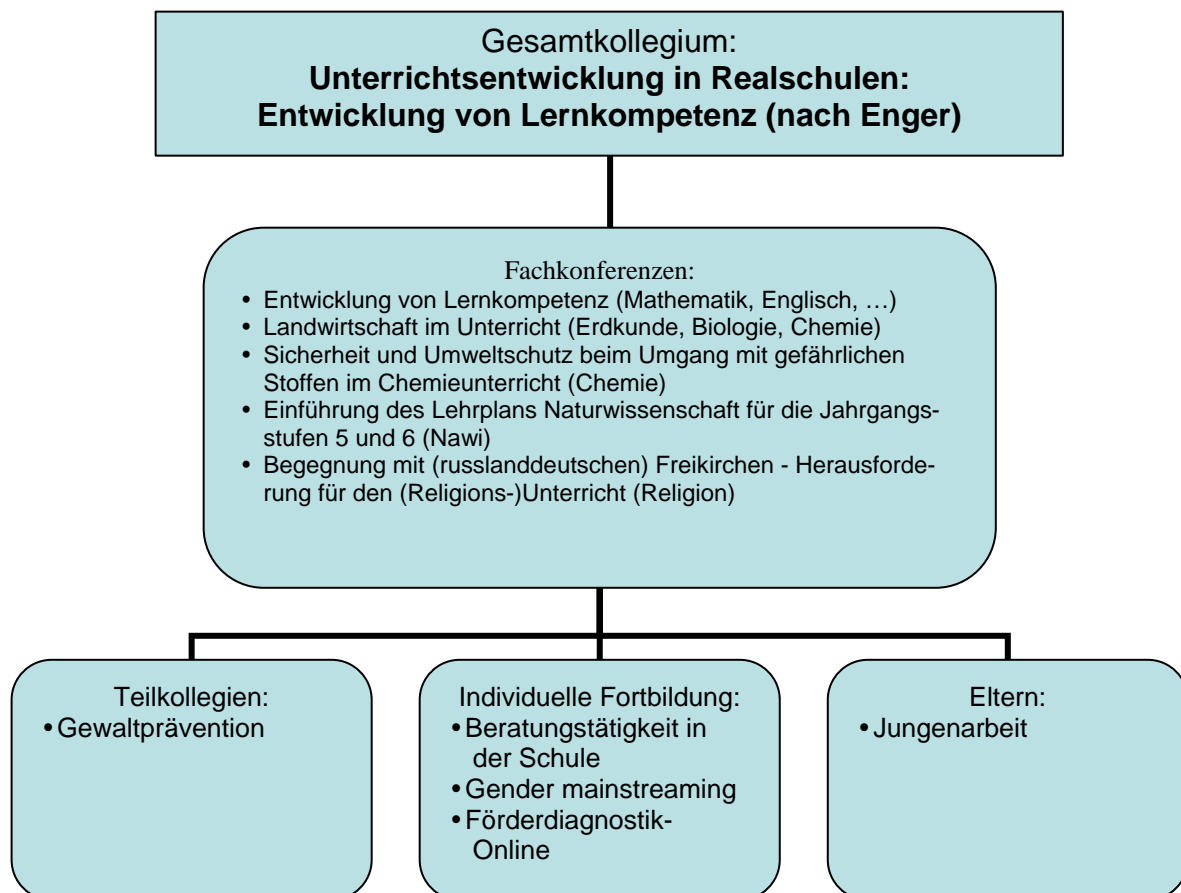 Gesamtkollegium:
Unterrichtsentwicklung in Realschulen:
Entwicklung von Lernkompetenz (nach Enger)
Fachkonferenzen:
• Entwicklung von Lernkompetenz (Mathematik, Englisch, …)
• Landwirtschaft im Unterricht (Erdkunde, Biologie, Chemie)
• Sicherheit und Umweltschutz beim Umgang mit gefährlichen
Stoffen im Chemieunterricht (Chemie)
• Einführung des Lehrplans Naturwissenschaft für die Jahrgangs-
stufen 5 und 6 (Nawi)
• Begegnung mit (russlanddeutschen) Freikirchen - Herausforde-
rung für den (Religions-)Unterricht (Religion)
Teilkollegien:
• Gewaltprävention
Individuelle Fortbildung:
• Beratungstätigkeit in
der Schule
• Gender mainstreaming
• Förderdiagnostik-
Online
Eltern:
• Jungenarbeit